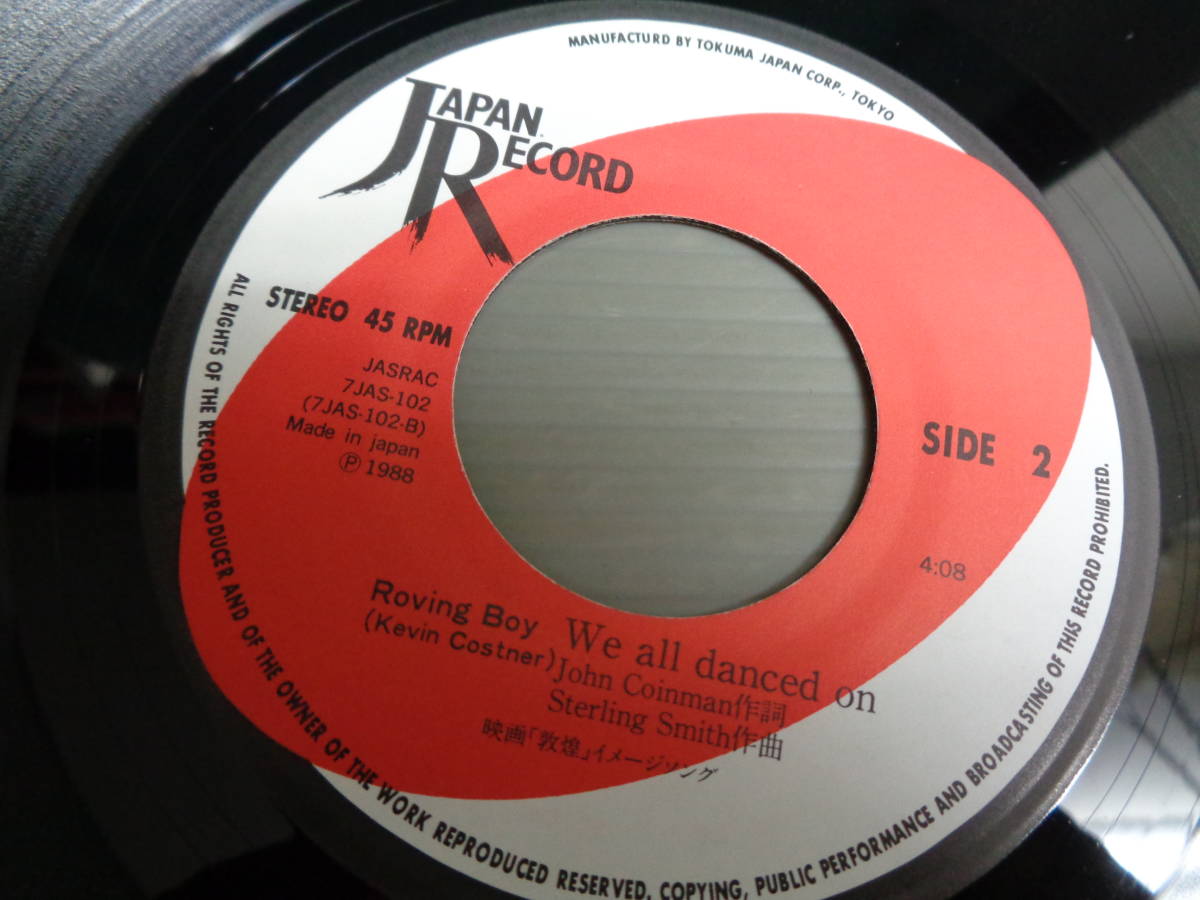 MANUFACTURD BY TOKUMA JAPAN CORP., TOKYO
JAPAN.
RECORD
STEREO 45 RPM
JASRAC
7JAS-102
(7JAS-102-B)
Made in japan
Ⓟ1988
SIDE 2
4:08
Roving Boy
(Kevin Costner)
We all danced on
John Coinman作詞
Sterling Smith作曲
映画「敦煌」イメージソング
ALL RIGHTS OF THE RECORD PRODUCER AND OF THE OWNER OF THE WORK REPRODUCED RESERVED. COPYING, PUBLIC PERFORMANCE AND BROADCASTING OF THIS RECORD PROHIBITED.